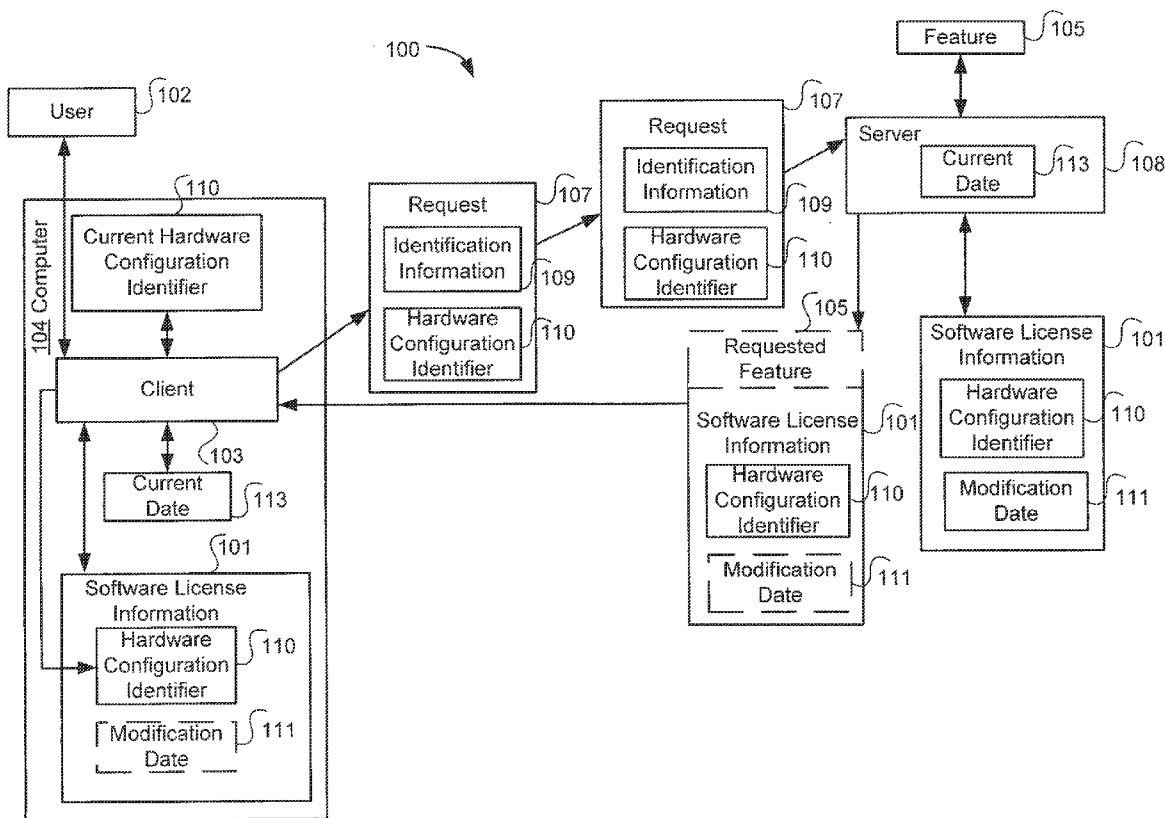 100
Feature
105
User
102
107
Request
Identification
Information
109
Hardware
Configuration
Identifier
110
Server
Current
Date
113
108
107
Request
Identification
Information
109
Hardware
Configuration
Identifier
110
104 Computer
110
Current Hardware
Configuration
Identifier
Client
103
Current
Date
113
101
Software License
Information
Hardware
Configuration
Identifier
110
Modification
Date
111
105
Requested
Feature
Software License
Information
101
Hardware
Configuration
Identifier
110
Modification
Date
111
Software License
Information
101
Hardware
Configuration
Identifier
110
Modification
Date
111